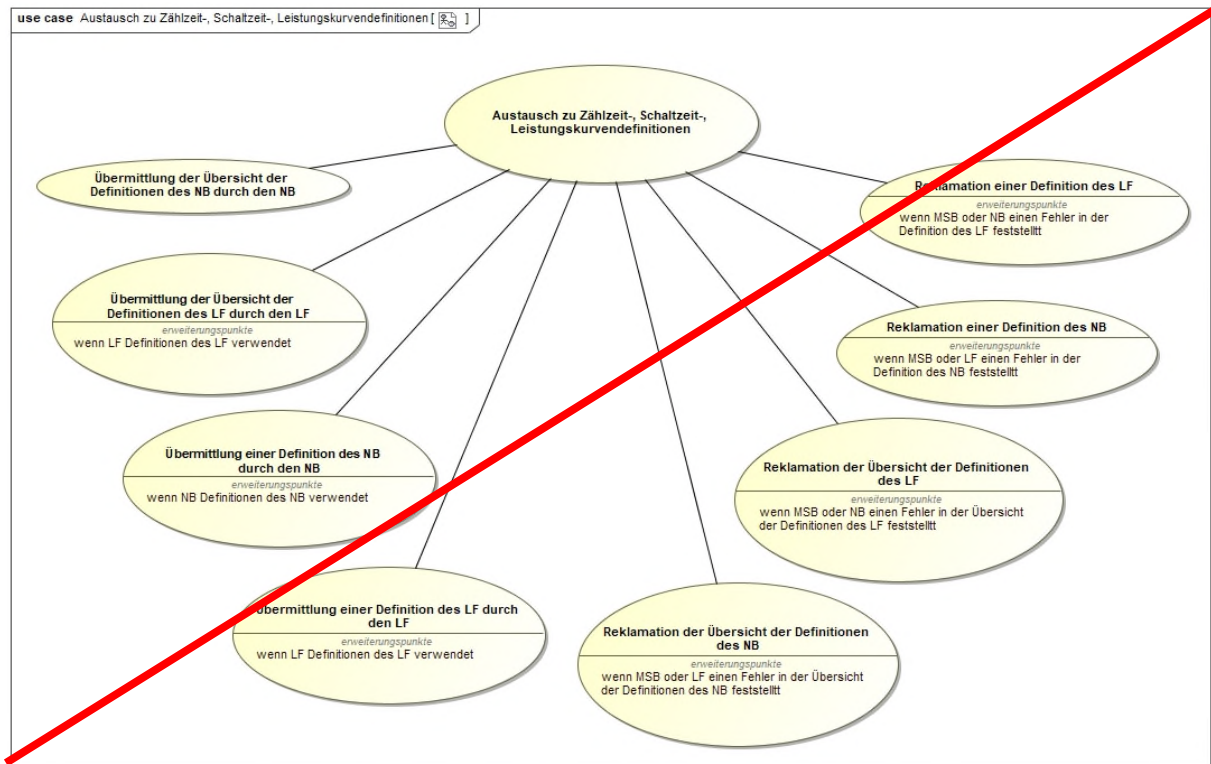 use case Austausch zu Zählzeit-, Schaltzeit-, Leistungskurvendefinitionen [ ]
Austausch zu Zählzeit-, Schaltzeit-,
Leistungskurvendefinitionen
Übermittlung der Übersicht der
Definitionen des NB durch den NB
Übermittlung der Übersicht der
Definitionen des LF durch den LF
erweiterungspunkte
wenn LF Definitionen des LF verwendet
Übermittlung einer Definition des NB
durch den NB
erweiterungspunkte
wenn NB Definitionen des NB verwendet
Übermittlung einer Definition des LF durch
den LF
erweiterungspunkte
wenn LF Definitionen des LF verwendet
Reklamation der Übersicht der Definitionen
des NB
erweiterungspunkte
wenn MSB oder LF einen Fehler in der Übersicht
der Definitionen des NB feststelltt
Reklamation der Übersicht der Definitionen
des LF
erweiterungspunkte
wenn MSB oder NB einen Fehler in der Übersicht
der Definitionen des LF feststelltt
Reklamation einer Definition des NB
erweiterungspunkte
wenn MSB oder LF einen Fehler in der
Definition des NB feststelltt
Reklamation einer Definition des LF
erweiterungspunkte
wenn MSB oder NB einen Fehler in der
Definition des LF feststelltt